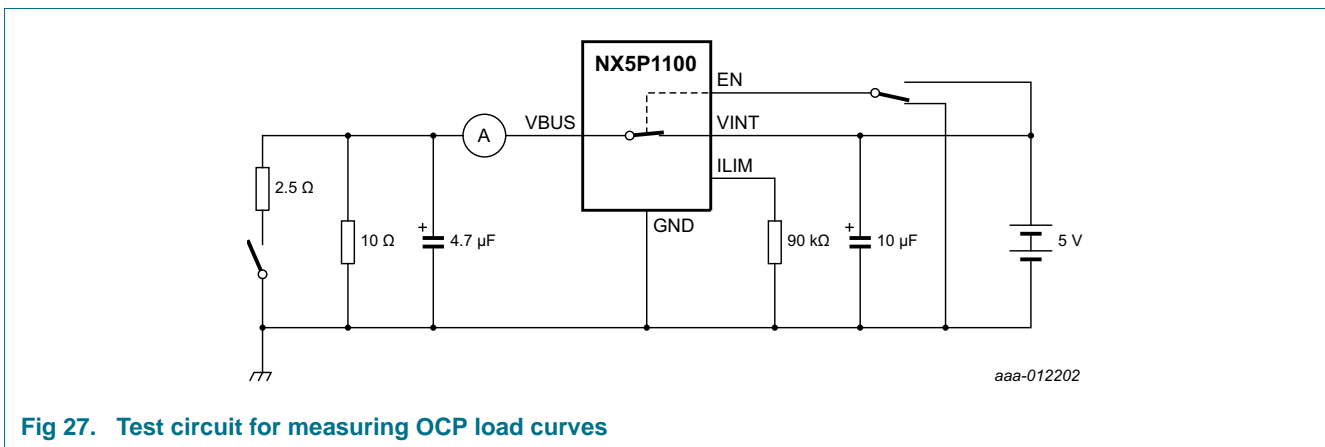 NX5P1100
EN
VBUS
VINT
A
ILIM
2.5 Ω
GND
10 Ω
+
4.7 µF
90 kΩ
+
10 µF
5 V
aaa-012202
Fig 27. Test circuit for measuring OCP load curves